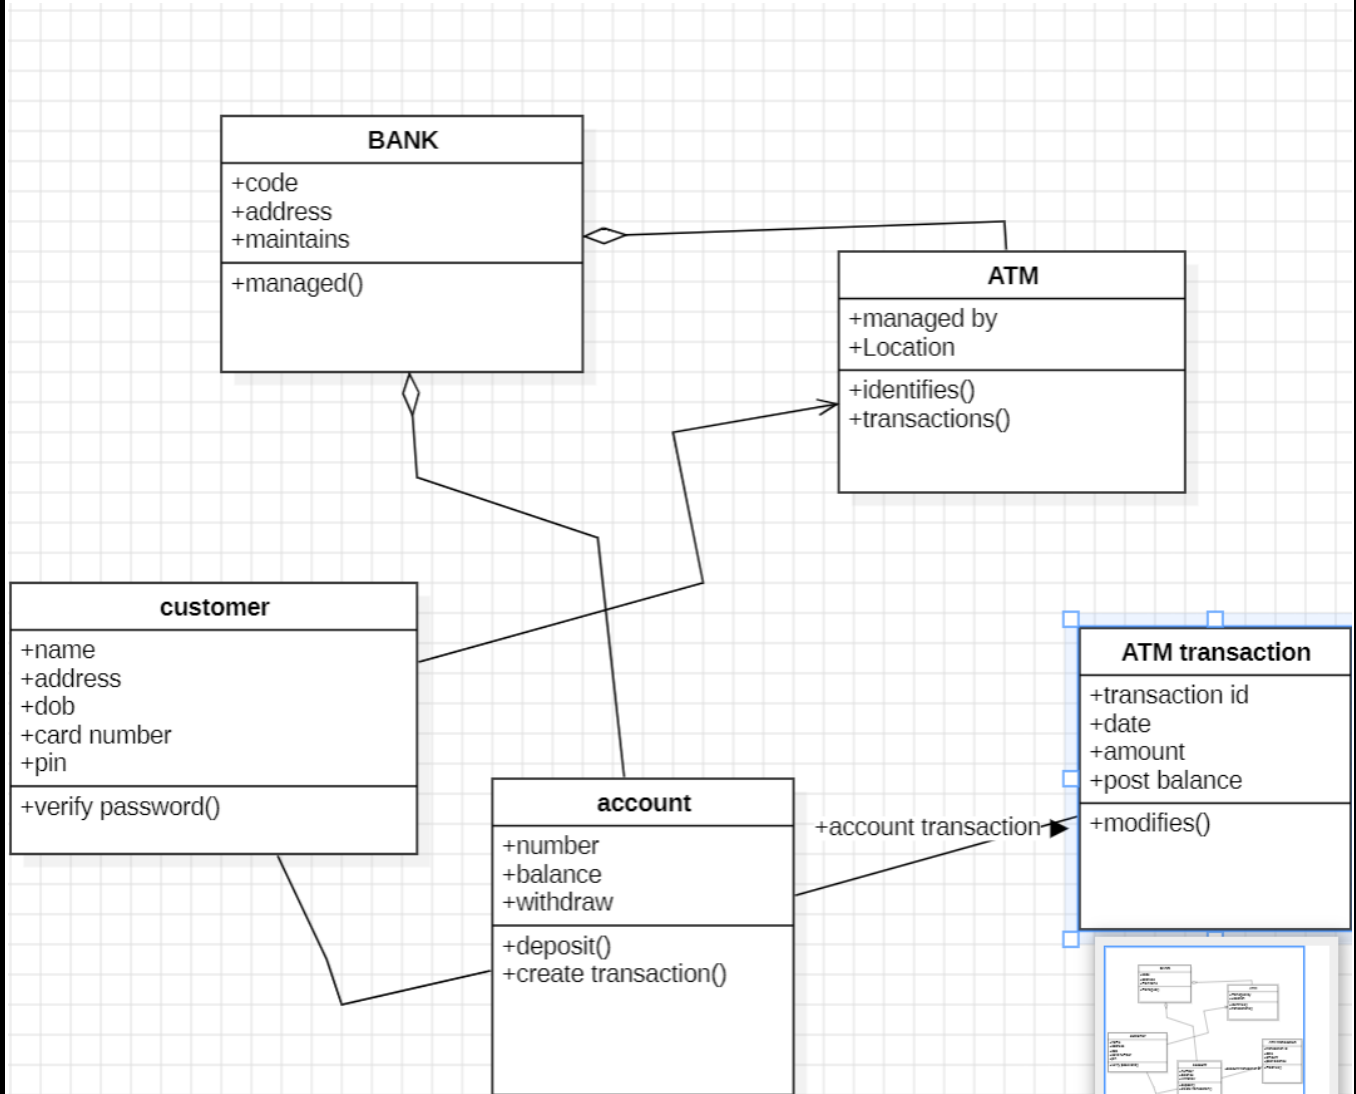 BANK
+code
+address
+maintains
+managed()
ATM
+managed by
+Location
+identifies()
+transactions()
customer
+name
+address
+dob
+card number
+pin
+verify password()
account
+number
+balance
+withdraw
+deposit()
+create transaction()
+account transaction
ATM transaction
+transaction id
+date
+amount
+post balance
+modifies()